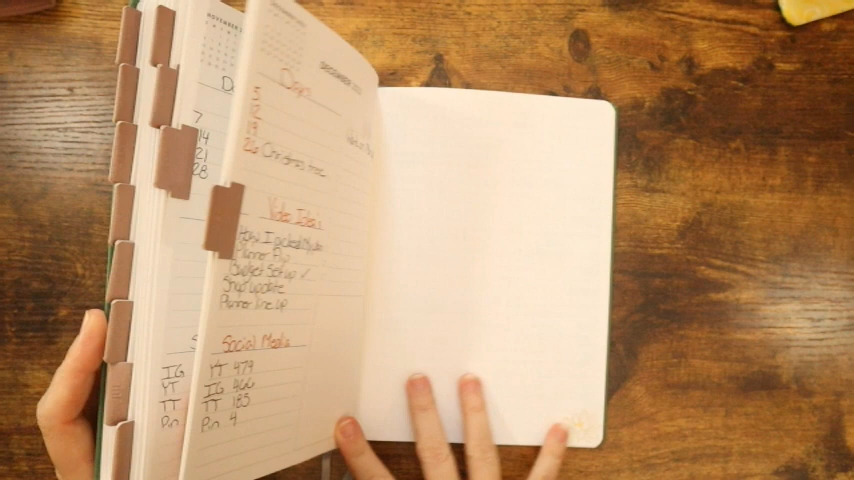 NOVEMBER
DECEMBER
Days
5
12
19
26 Christmas tree
Video Ideas
How I
Planner Flip
Budget Set up ✓
Shop update
Planner line up
Social Media
YT 479
IG 466
TT 185
Pin 4
7
14
21
28
IG
YT
TT
Pin